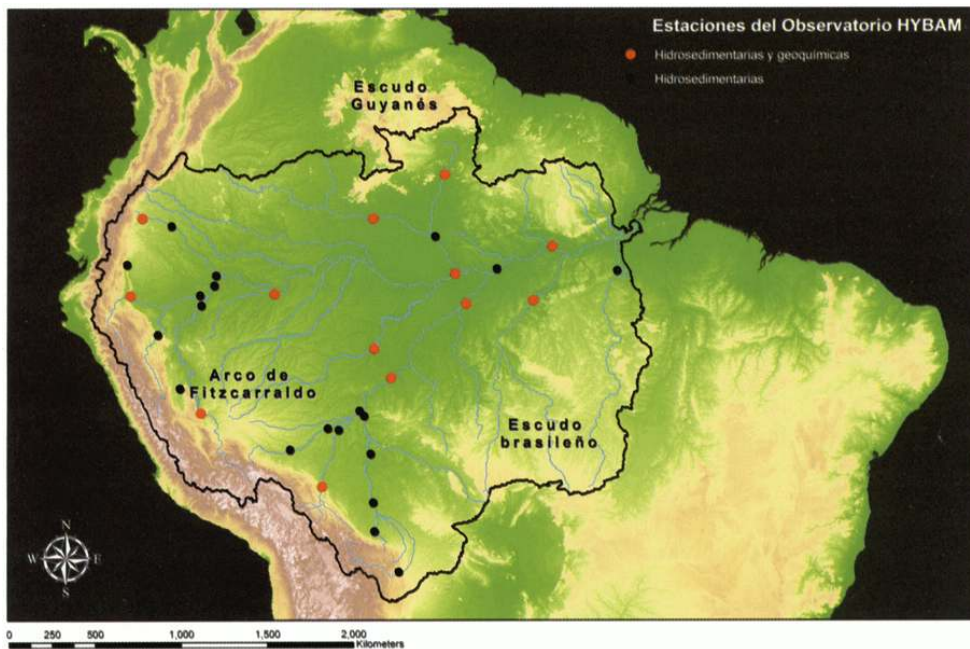 Estaciones del Observatorio HYBAM
Hidrosedimentarias y geoquímicas
Hidrosedimentarias
Escudo
Guyanés
Arco de
Fitzcarraldo
Escudo
brasileño
N
W E
S
0 250 500 1,000 1,500 2,000
Kilometers